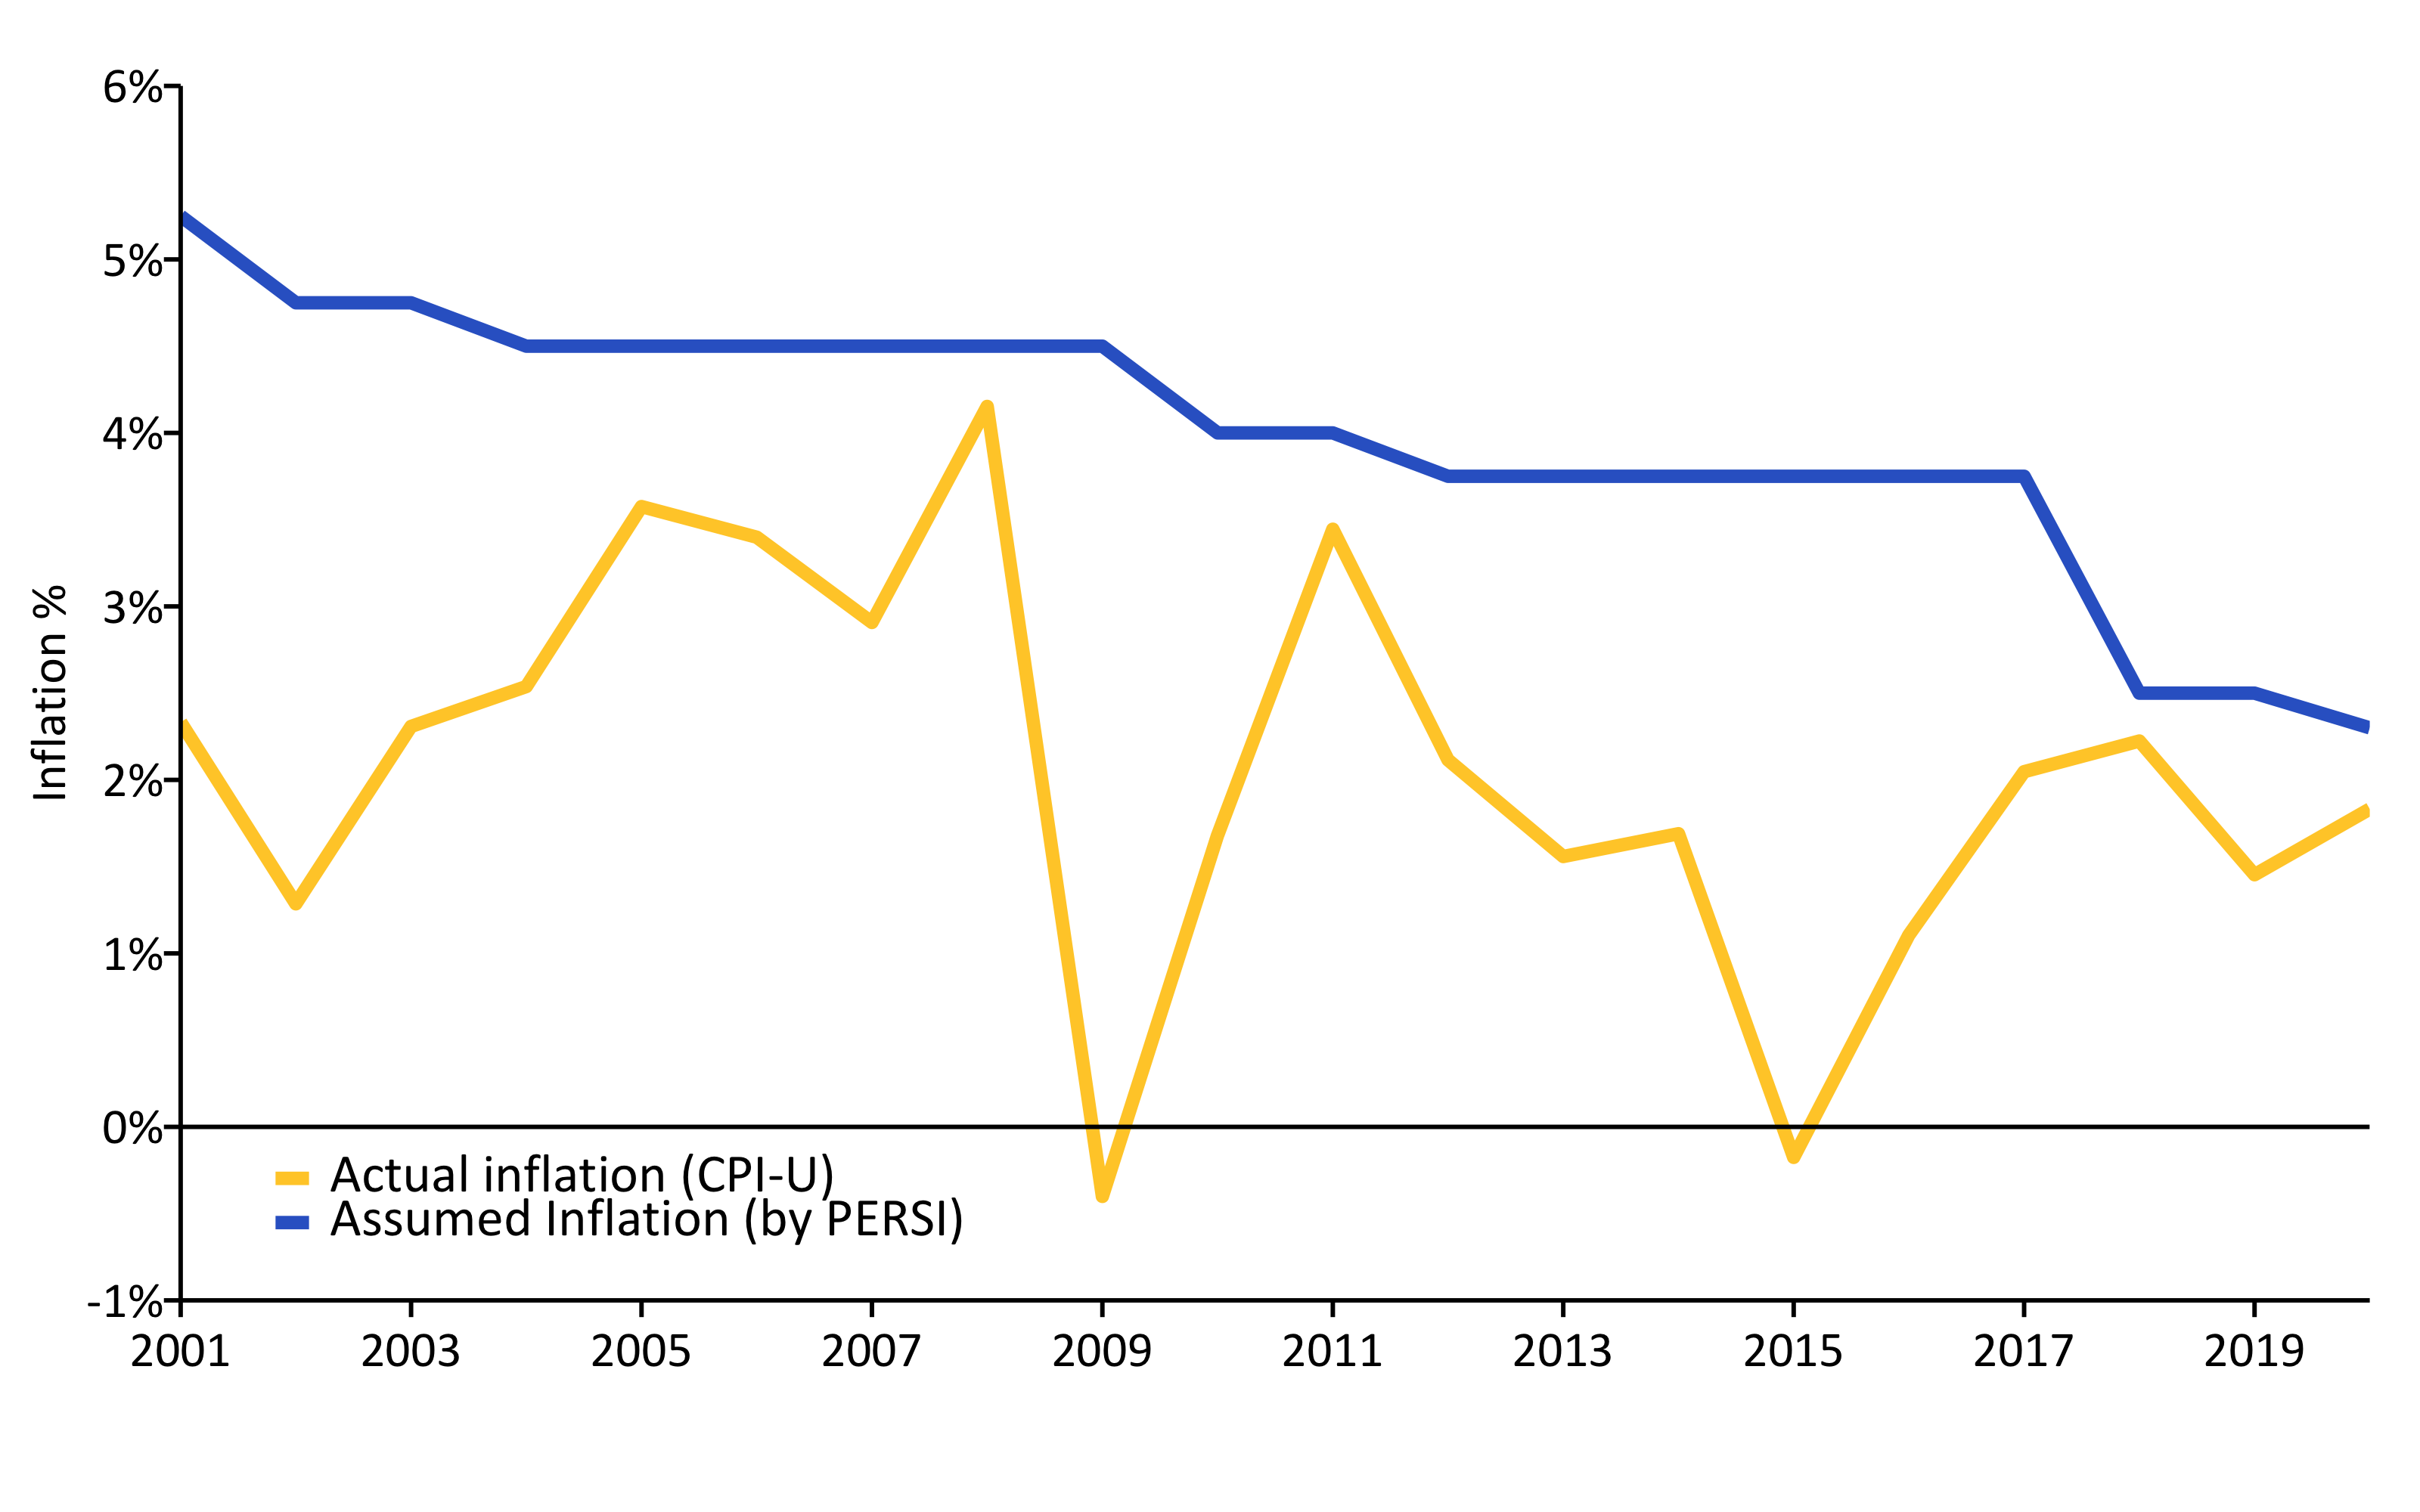 6%
5%
4%
3%
2%
1%
0%
-1%
Inflation %
Actual inflation (CPI-U)
Assumed Inflation (by PERSI)
2001 2003 2005 2007 2009 2011 2013 2015 2017 2019